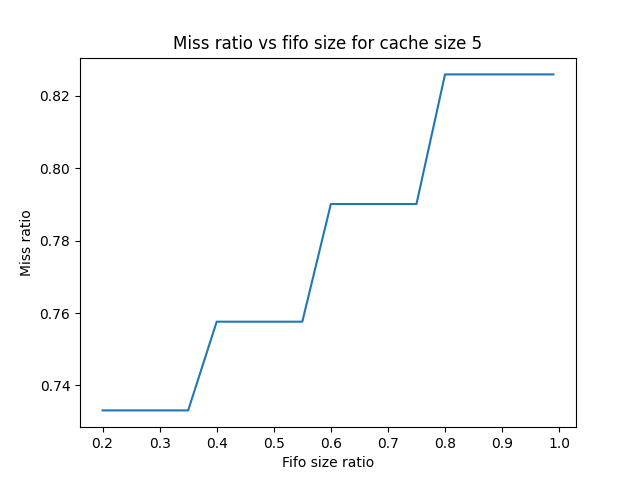 Miss ratio vs fifo size for cache size 5
Miss ratio
0.82
0.80
0.78
0.76
0.74
0.2 0.3 0.4 0.5 0.6 0.7 0.8 0.9 1.0
Fifo size ratio